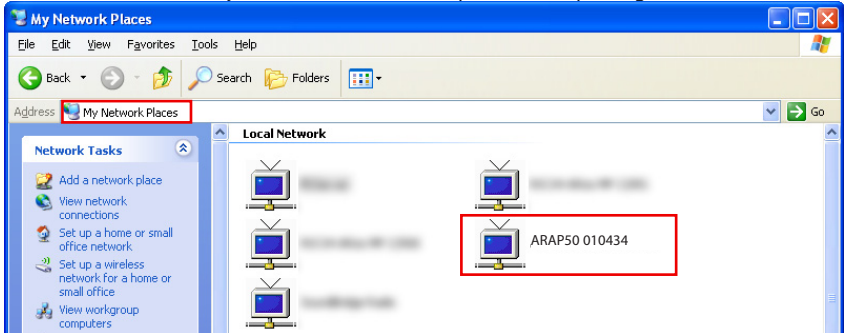 My Network Places
File Edit View Favorites Tools Help
Back Search Folders
Address My Network Places Go
Network Tasks
Add a network place
View network
connections
Set up a home or small
office network
Set up a wireless
network for a home or
small office
View workgroup
computers
Local Network
ARAP50 010434